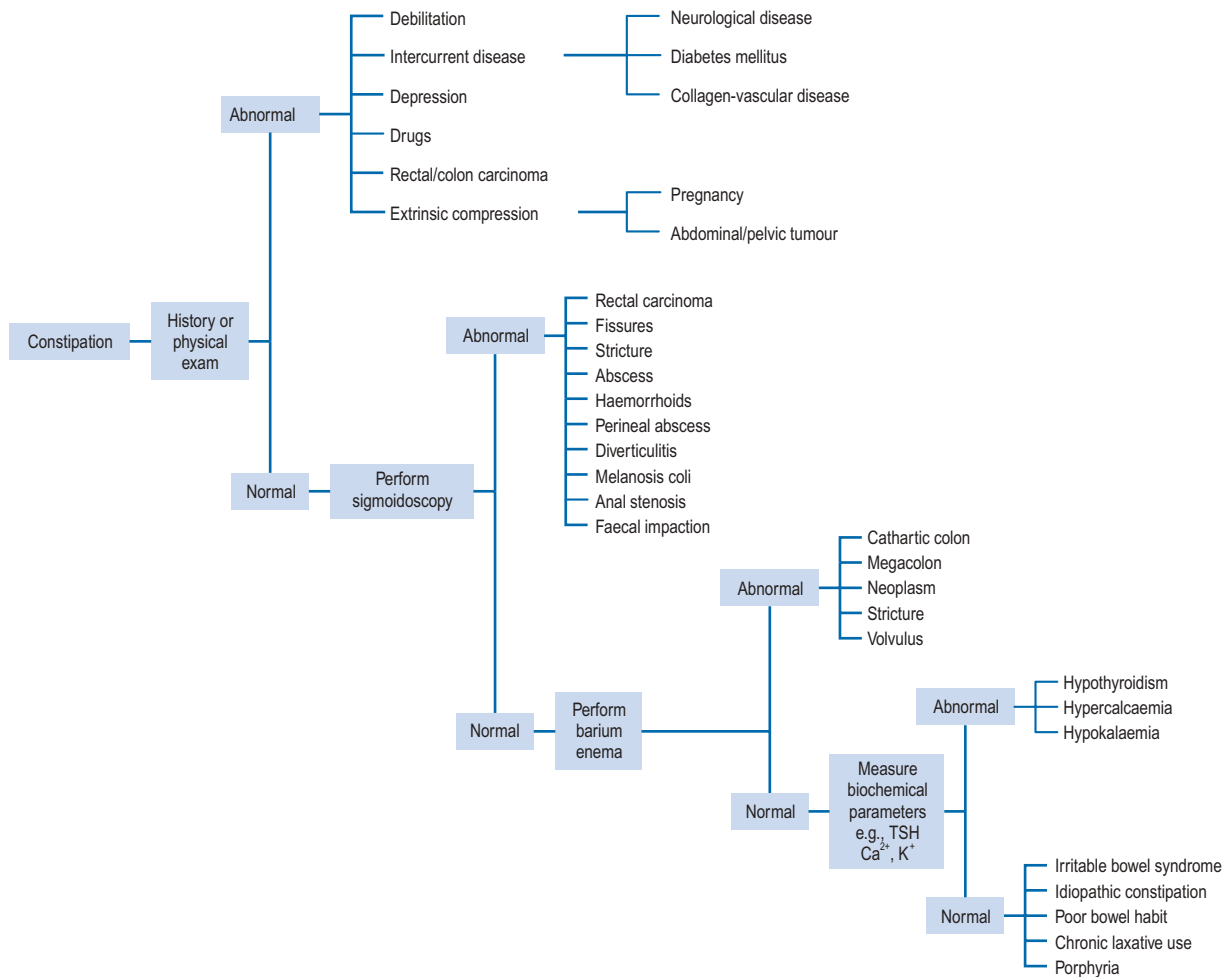 Debilitation
Intercurrent disease
Depression
Drugs
Rectal/colon carcinoma
Extrinsic compression
Neurological disease
Diabetes mellitus
Collagen-vascular disease
Pregnancy
Abdominal/pelvic tumour
Abnormal
Constipation
History or
physical
exam
Normal
Perform
sigmoidoscopy
Abnormal
Rectal carcinoma
Fissures
Stricture
Abscess
Haemorrhoids
Perineal abscess
Diverticulitis
Melanosis coli
Anal stenosis
Faecal impaction
Normal
Perform
barium
enema
Abnormal
Cathartic colon
Megacolon
Neoplasm
Stricture
Volvulus
Normal
Measure
biochemical
parameters
e.g., TSH
Ca²⁺, K⁺
Abnormal
Hypothyroidism
Hypercalcaemia
Hypokalaemia
Normal
Irritable bowel syndrome
Idiopathic constipation
Poor bowel habit
Chronic laxative use
Porphyria